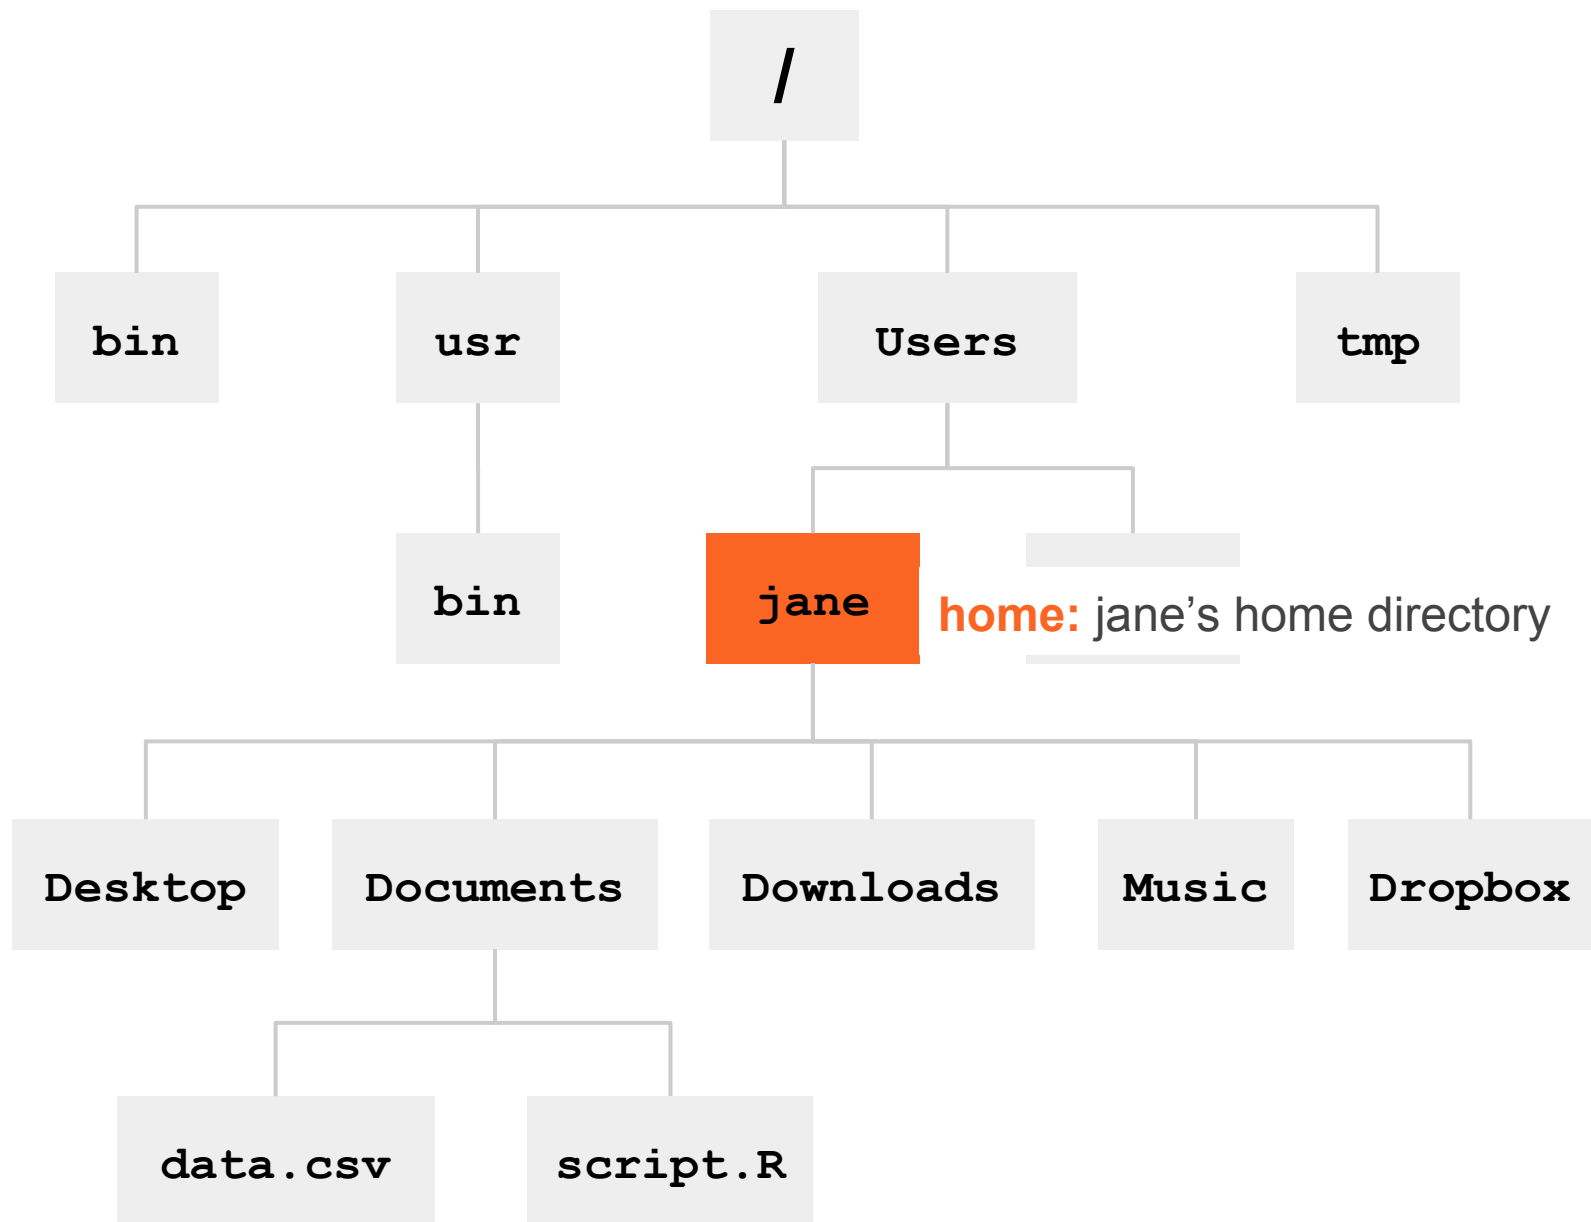 /
bin
usr
Users
tmp
bin
jane
home: jane’s home directory
Desktop
Documents
Downloads
Music
Dropbox
data.csv
script.R